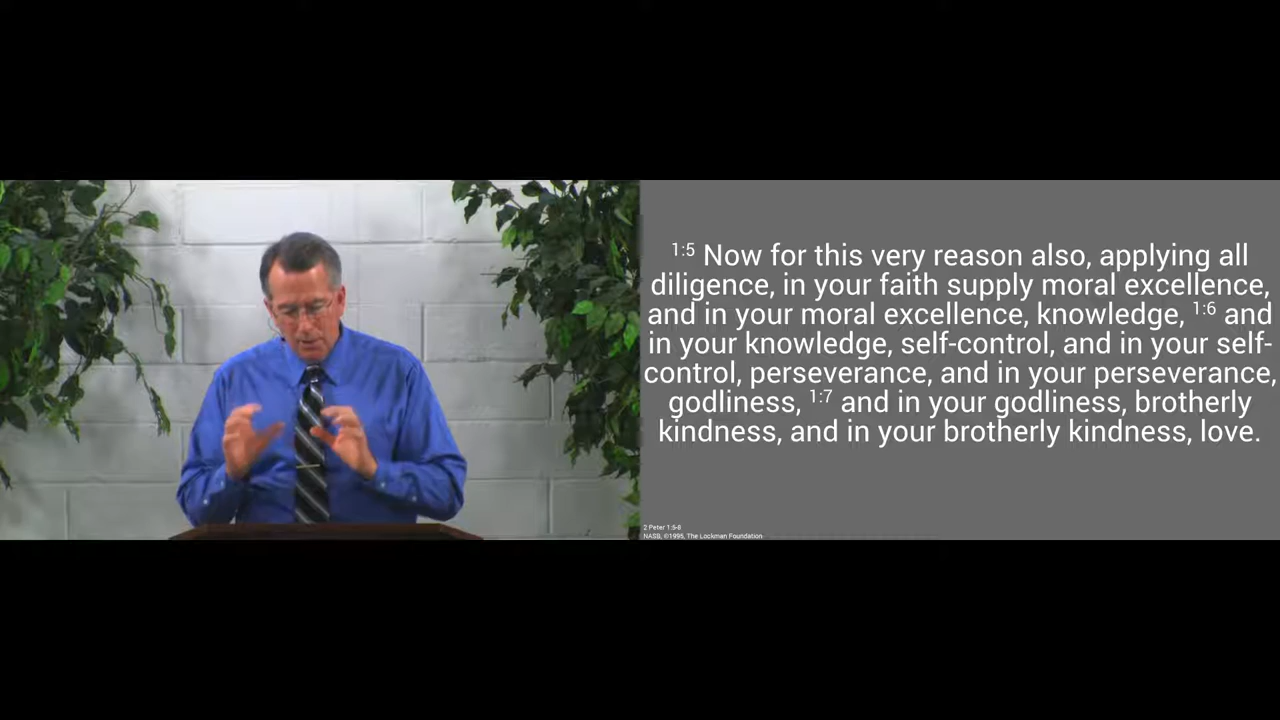 1:5 Now for this very reason also, applying all
diligence, in your faith supply moral excellence,
and in your moral excellence, knowledge, 1:6 and
in your knowledge, self-control, and in your self-
control, perseverance, and in your perseverance,
godliness, 1:7 and in your godliness, brotherly
kindness, and in your brotherly kindness, love.
2 Peter 1:5-8
NASB, ©1995, The Lockman Foundation